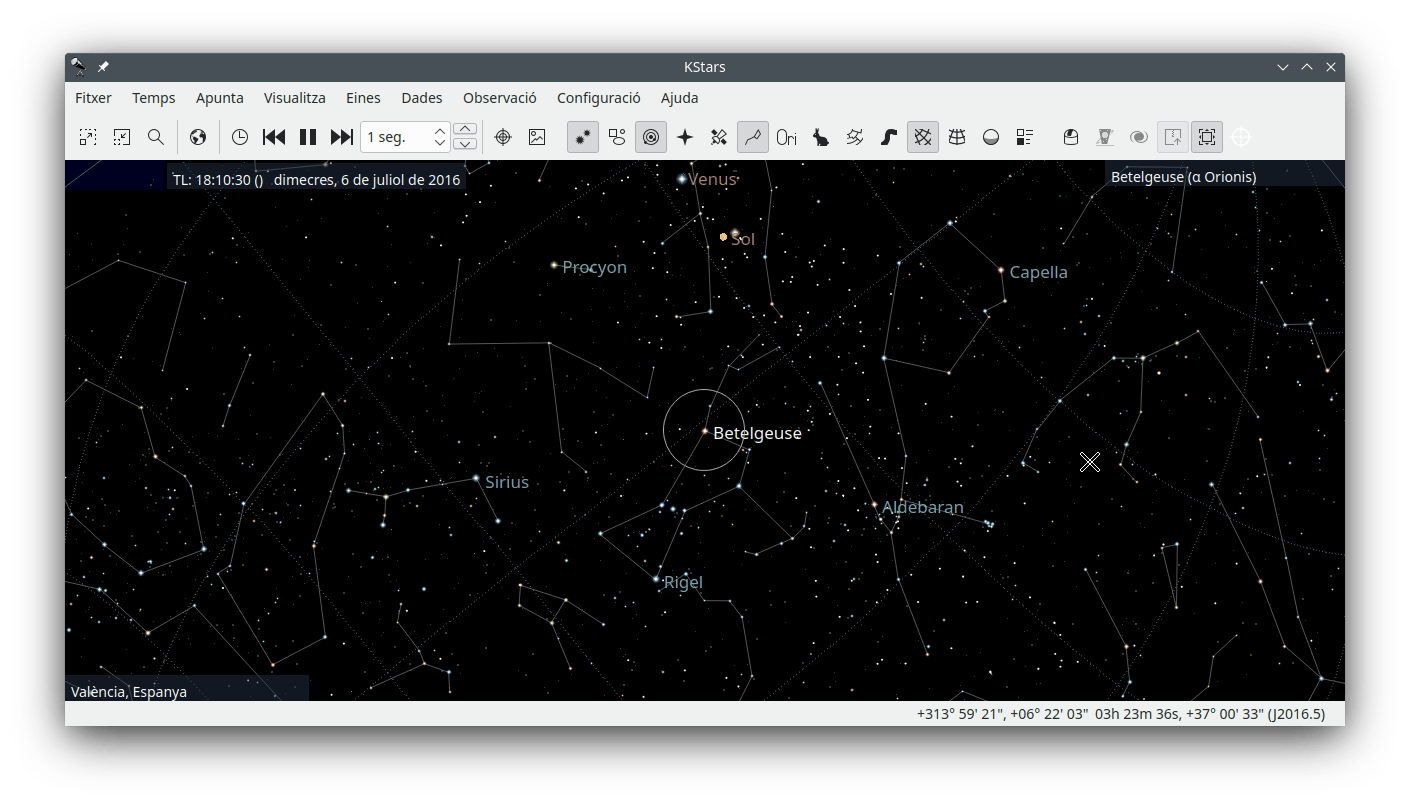 KStars
Fitxer Temps Apunta Visualitza Eines Dades Observació Configuració Ajuda
1 seg. Ori
TL: 18:10:30 () dimecres, 6 de juliol de 2016
Betelgeuse (α Orionis)
Venus
Sol
Procyon
Capella
Betelgeuse
Sirius
Aldebaran
Rigel
València, Espanya
+313° 59' 21", +06° 22' 03" 03h 23m 36s, +37° 00' 33" (J2016.5)